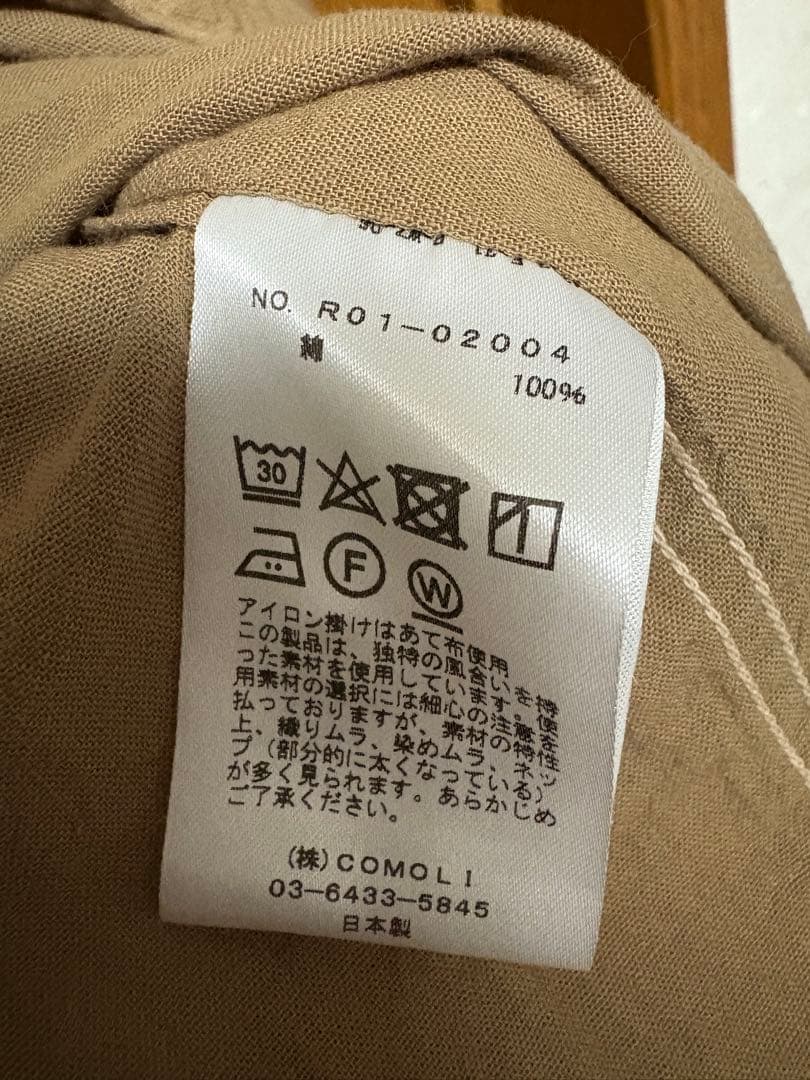 NO. R01-02004
綿 100%
30
F
W
アイロン掛けはあて布使用
この製品は、独特の風合いを持
った素材を使用しています。使
用素材の選択には細心の注意を
払っておりますが、素材の特性
上、織りムラ、染めムラ、ネッ
プ(部分的に太くなっている)
が多く見られます。あらかじめ
ご了承ください。
(株)COMOLI
03-6433-5845
日本製